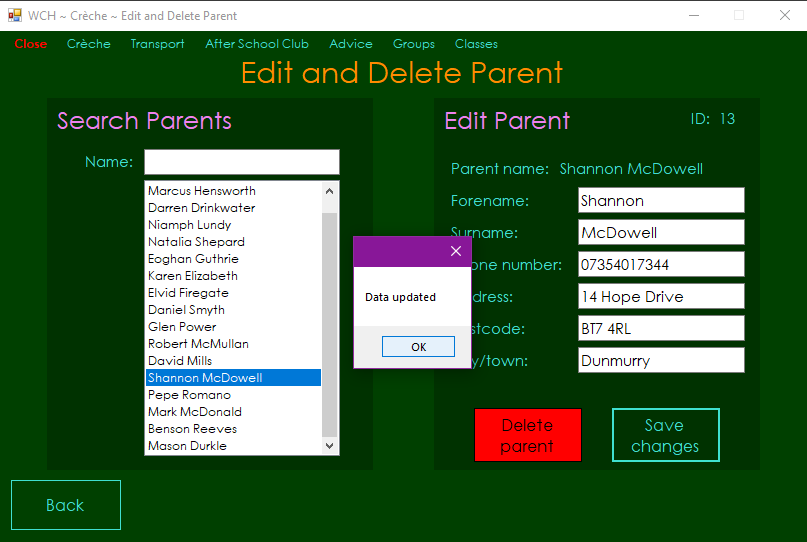 WCH ~ Crèche ~ Edit and Delete Parent
Close Crèche Transport After School Club Advice Groups Classes
Edit and Delete Parent
Search Parents
Name:
Marcus Hensworth
Darren Drinkwater
Niamph Lundy
Natalia Shepard
Eoghan Guthrie
Karen Elizabeth
Elvid Firegate
Daniel Smyth
Glen Power
Robert McMullan
David Mills
Shannon McDowell
Pepe Romano
Mark McDonald
Benson Reeves
Mason Durkle
Edit Parent
ID: 13
Parent name: Shannon McDowell
Forename: Shannon
Surname: McDowell
one number: 07354017344
dress: 14 Hope Drive
stcode: BT7 4RL
y/town: Dunmurry
Delete
parent
Save
changes
Data updated
OK
Back